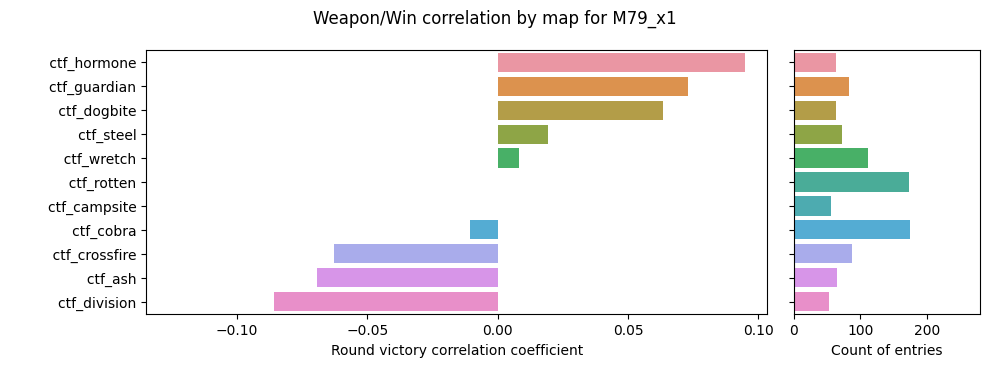 Weapon/Win correlation by map for M79_x1
ctf_hormone
ctf_guardian
ctf_dogbite
ctf_steel
ctf_wretch
ctf_rotten
ctf_campsite
ctf_cobra
ctf_crossfire
ctf_ash
ctf_division
−0.10 −0.05 0.00 0.05 0.10
Round victory correlation coefficient
0 100 200
Count of entries